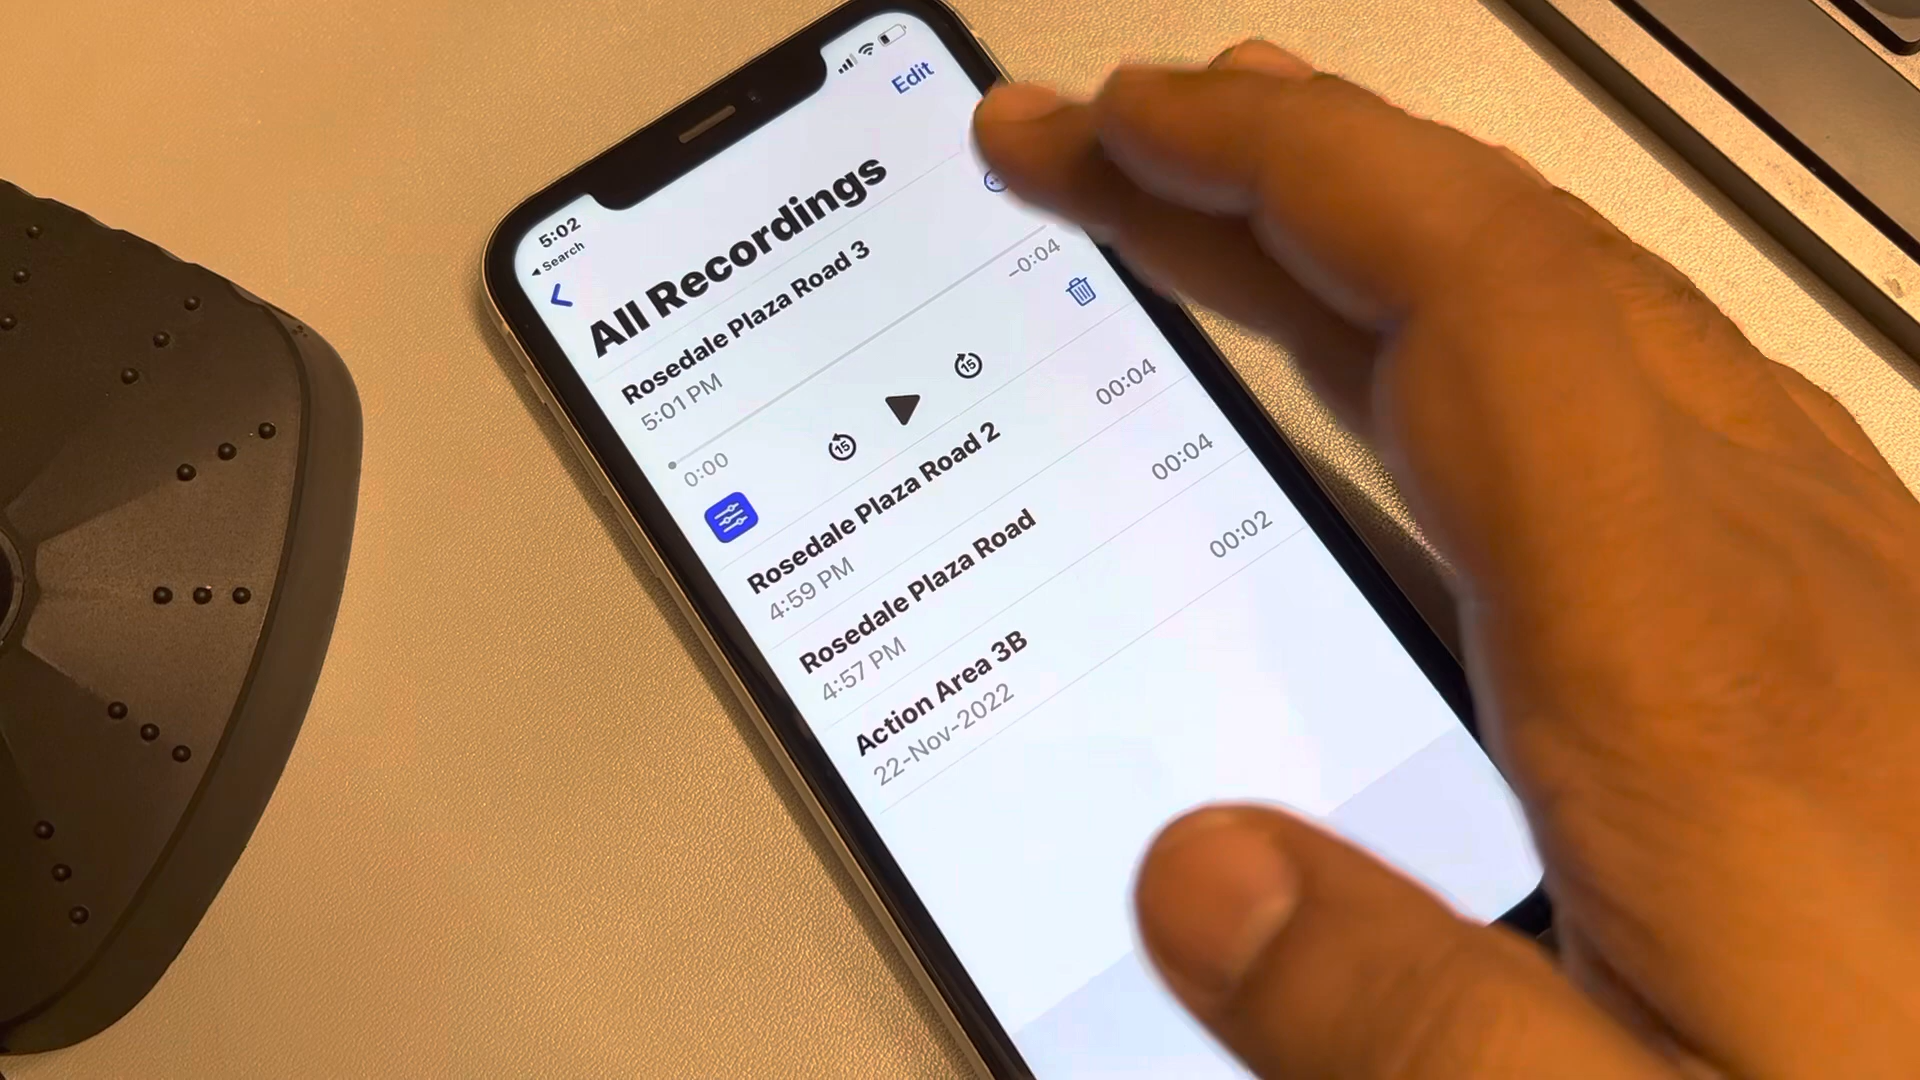 5:02
◀ Search
Edit
All Recordings
Rosedale Plaza Road 3
5:01 PM
0:00
-0:04
15
15
Rosedale Plaza Road 2
4:59 PM
00:04
Rosedale Plaza Road
4:57 PM
00:04
Action Area 3B
22-Nov-2022
00:02